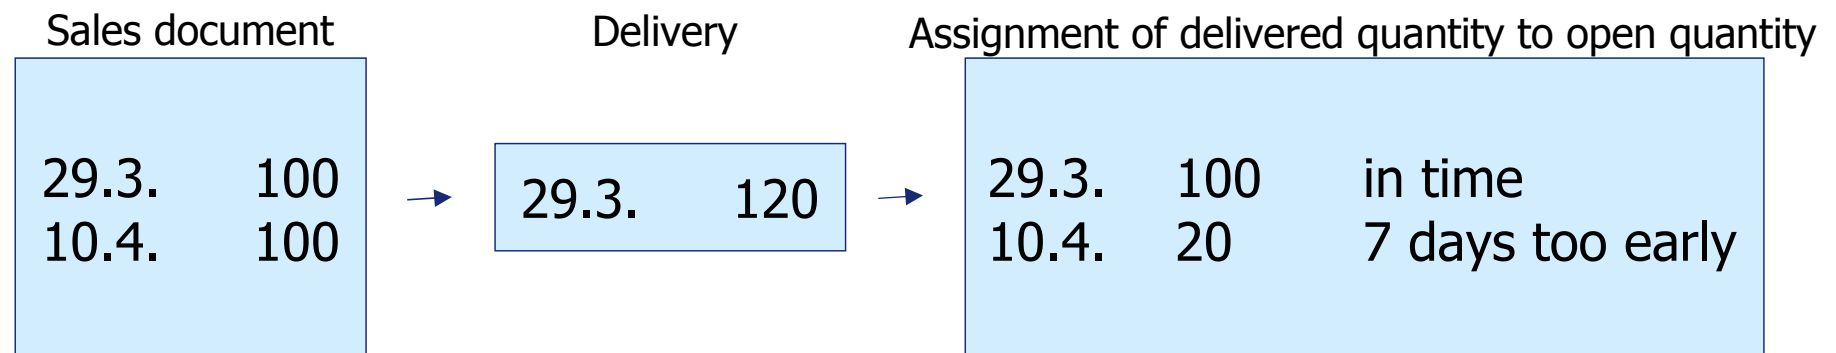 Sales document
29.3. 100
10.4. 100
Delivery
29.3. 120
Assignment of delivered quantity to open quantity
29.3. 100 in time
10.4. 20 7 days too early